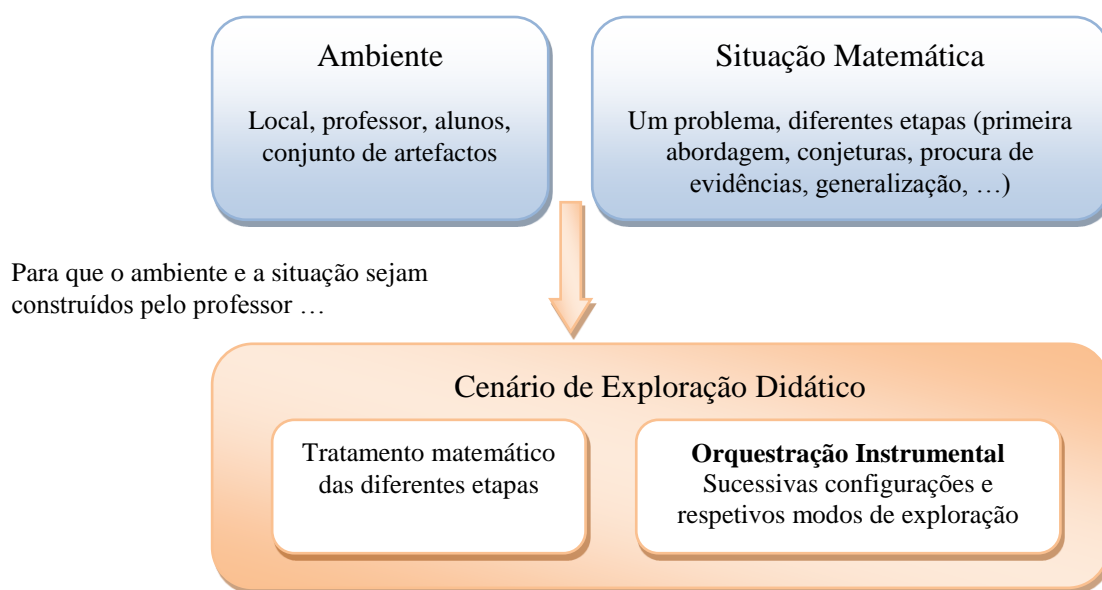 Ambiente
Local, professor, alunos,
conjunto de artefactos
Situação Matemática
Um problema, diferentes etapas (primeira
abordagem, conjeturas, procura de
evidências, generalização, …)
Para que o ambiente e a situação sejam
construídos pelo professor …
Cenário de Exploração Didático
Tratamento matemático
das diferentes etapas
Orquestração Instrumental
Sucessivas configurações e
respetivos modos de exploração